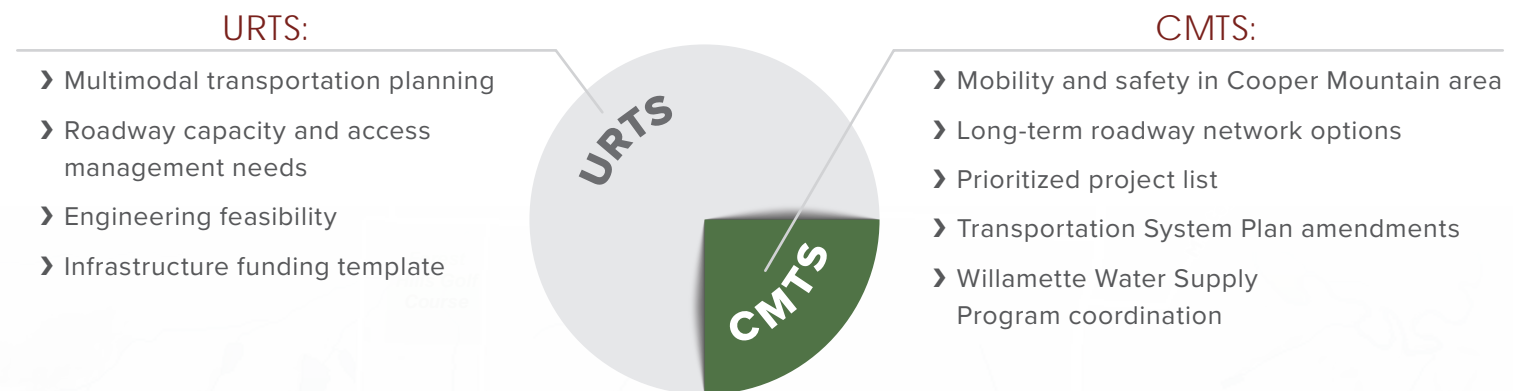 URTS:
❯ Multimodal transportation planning
❯ Roadway capacity and access
management needs
❯ Engineering feasibility
❯ Infrastructure funding template
URTS
CMTS
CMTS:
❯ Mobility and safety in Cooper Mountain area
❯ Long-term roadway network options
❯ Prioritized project list
❯ Transportation System Plan amendments
❯ Willamette Water Supply
Program coordination
Course